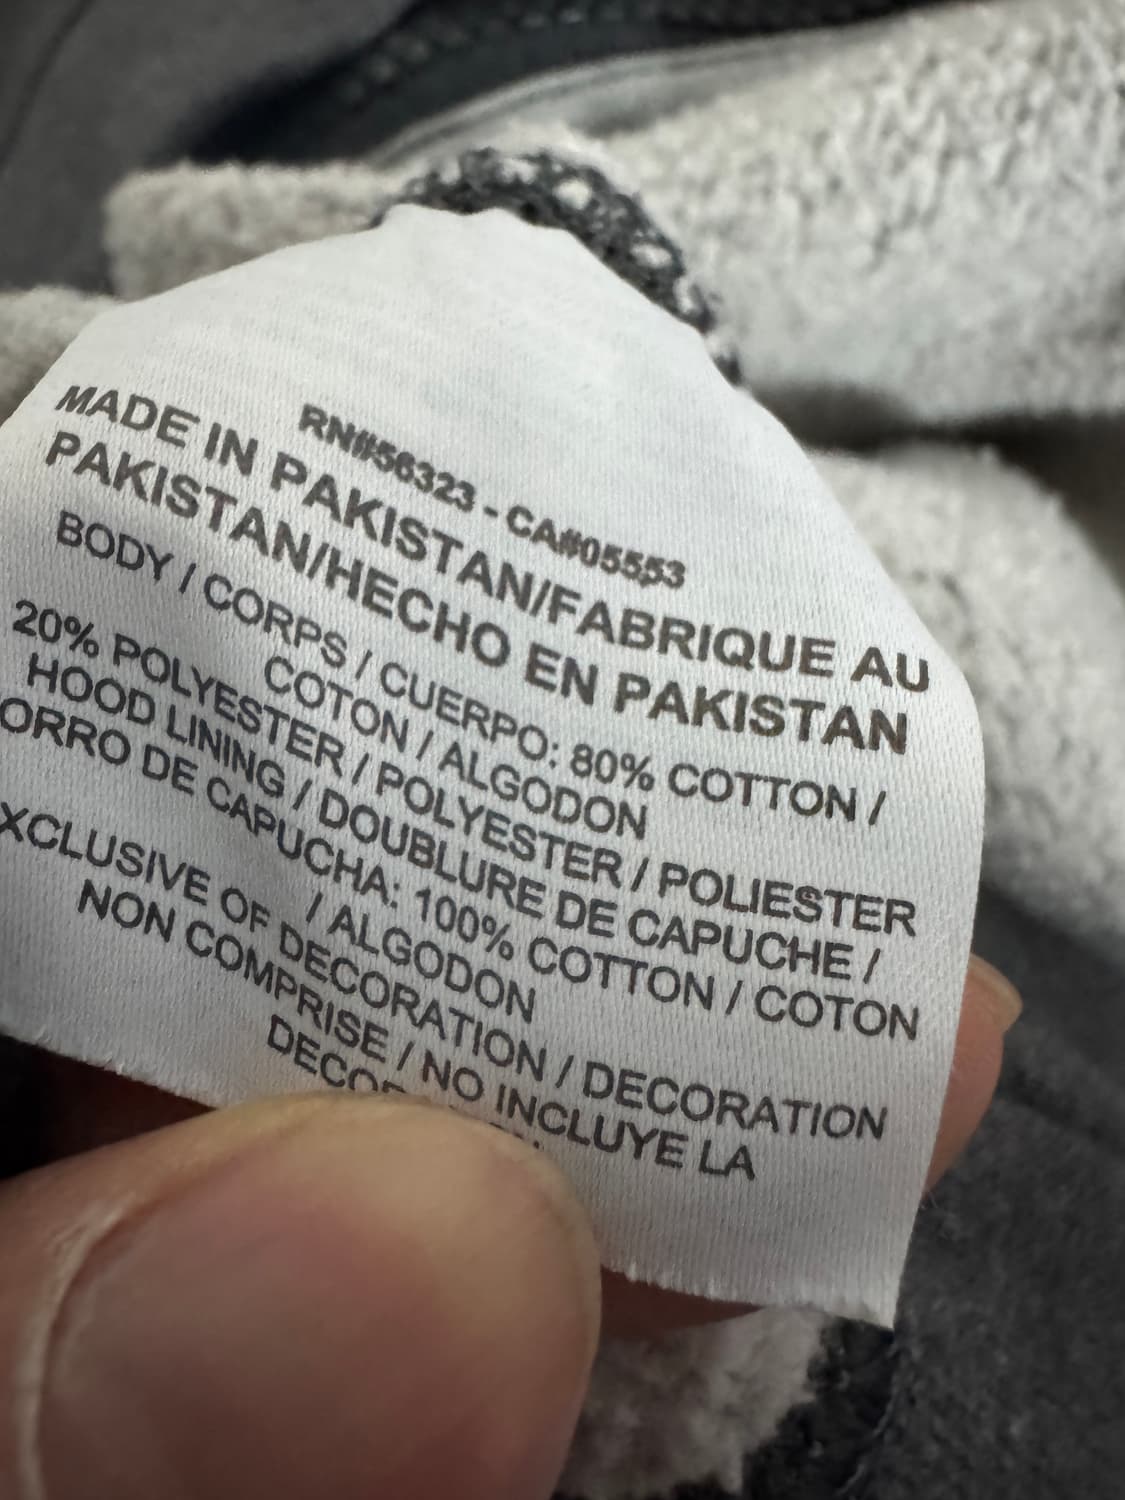 RN#56323 - CA#05553
MADE IN PAKISTAN/FABRIQUE AU
PAKISTAN/HECHO EN PAKISTAN
BODY / CORPS / CUERPO: 80% COTTON /
COTON / ALGODON
20% POLYESTER / POLYESTER / POLIESTER
HOOD LINING / DOUBLURE DE CAPUCHE /
ORRO DE CAPUCHA: 100% COTTON / COTON
/ ALGODON
XCLUSIVE OF DECORATION / DECORATION
NON COMPRISE / NO INCLUYE LA